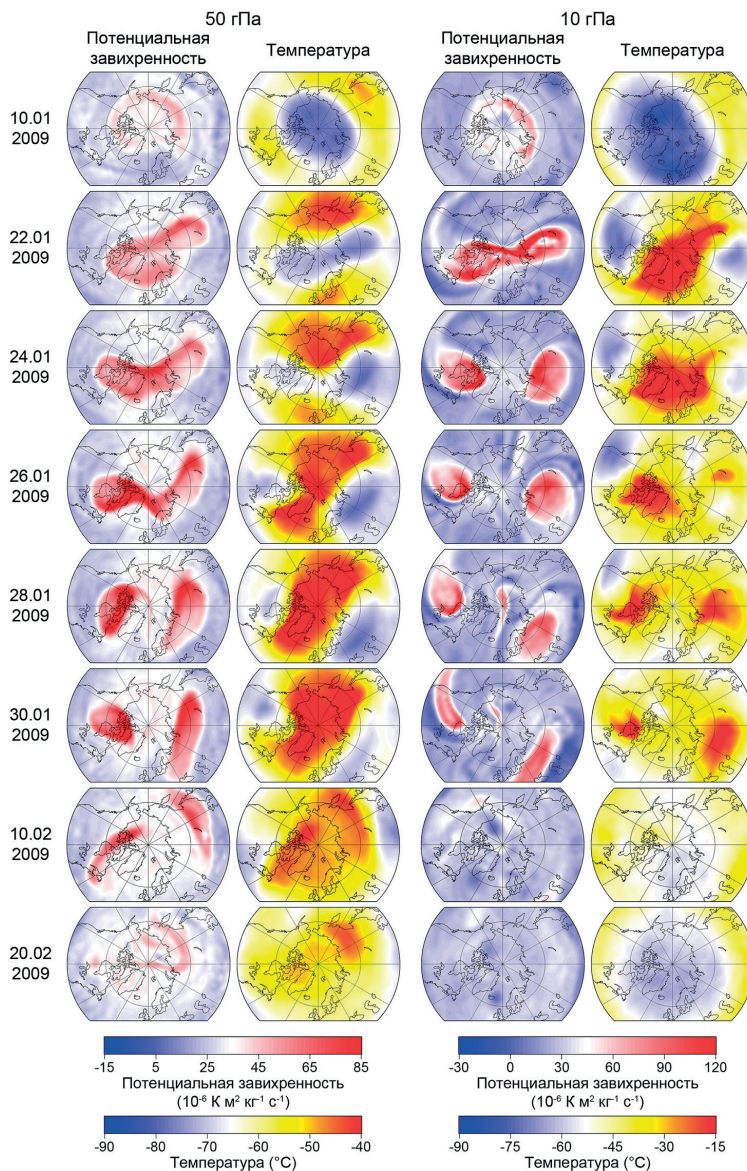 50 гПа
10 гПа
Потенциальная
завихренность
Температура
Потенциальная
завихренность
Температура
10.01
2009
22.01
2009
24.01
2009
26.01
2009
28.01
2009
30.01
2009
10.02
2009
20.02
2009
-15 5 25 45 65 85
Потенциальная завихренность
(10⁻⁶ К м² кг⁻¹ с⁻¹)
-90 -80 -70 -60 -50 -40
Температура (°С)
-30 0 30 60 90 120
Потенциальная завихренность
(10⁻⁶ К м² кг⁻¹ с⁻¹)
-90 -75 -60 -45 -30 -15
Температура (°С)